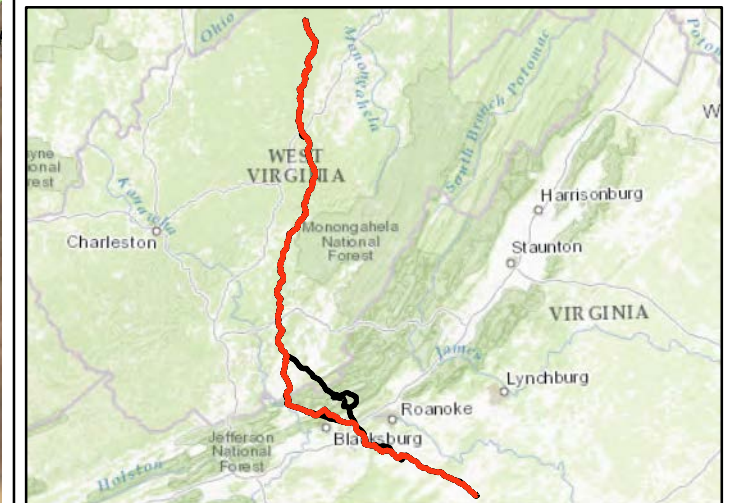 Ohio
Monongahela
South Branch Potomac
WEST
VIRGINIA
Kanawha
Harrisonburg
Charleston
Monongahela
National
Forest
Staunton
VIRGINIA
James
Lynchburg
Roanoke
Blacksburg
Jefferson
National
Forest
Holston